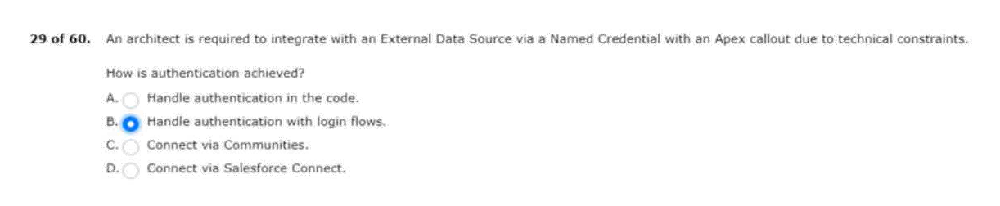 29 of 60. An architect is required to integrate with an External Data Source via a Named Credential with an Apex callout due to technical constraints.
How is authentication achieved?
A. Handle authentication in the code.
B. Handle authentication with login flows.
C. Connect via Communities.
D. Connect via Salesforce Connect.